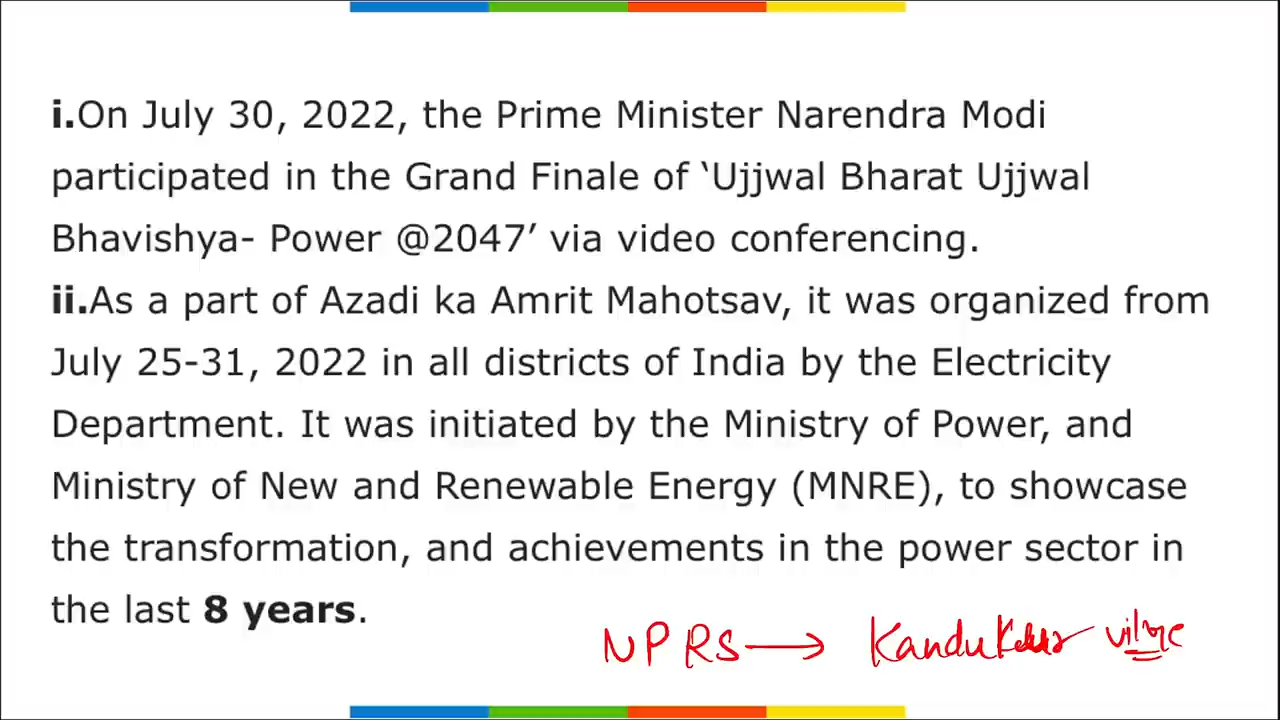 i.On July 30, 2022, the Prime Minister Narendra Modi
participated in the Grand Finale of ‘Ujjwal Bharat Ujjwal
Bhavishya- Power @2047’ via video conferencing.
ii.As a part of Azadi ka Amrit Mahotsav, it was organized from
July 25-31, 2022 in all districts of India by the Electricity
Department. It was initiated by the Ministry of Power, and
Ministry of New and Renewable Energy (MNRE), to showcase
the transformation, and achievements in the power sector in
the last 8 years.
NPRS →